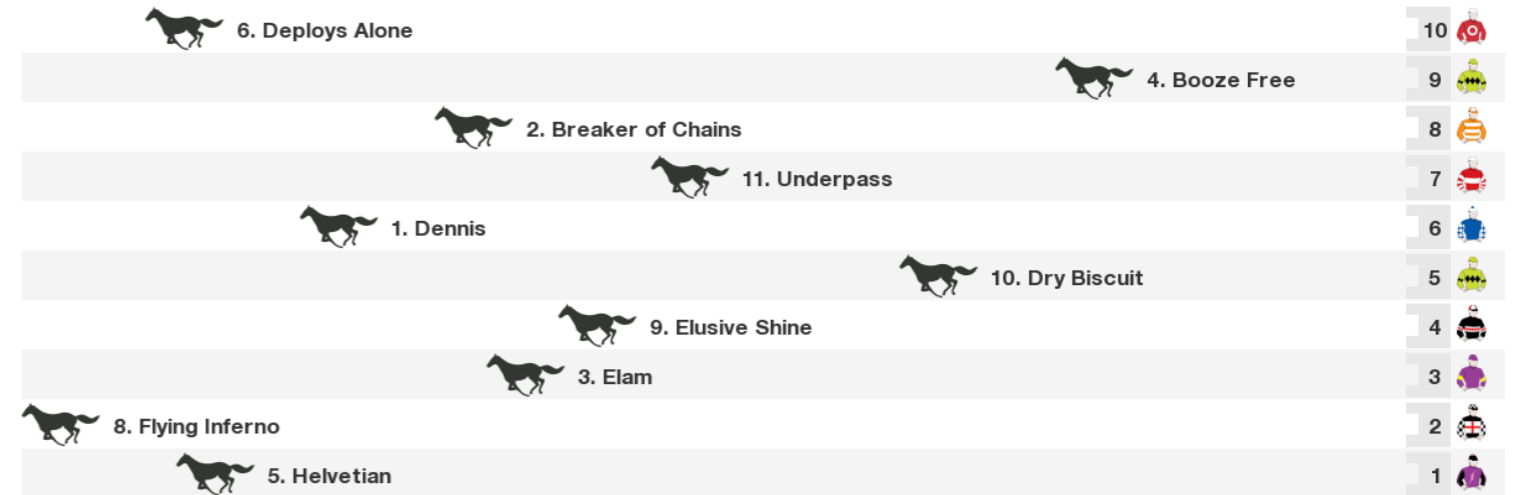 6. Deploys Alone 10
4. Booze Free 9
2. Breaker of Chains 8
11. Underpass 7
1. Dennis 6
10. Dry Biscuit 5
9. Elusive Shine 4
3. Elam 3
8. Flying Inferno 2
5. Helvetian 1